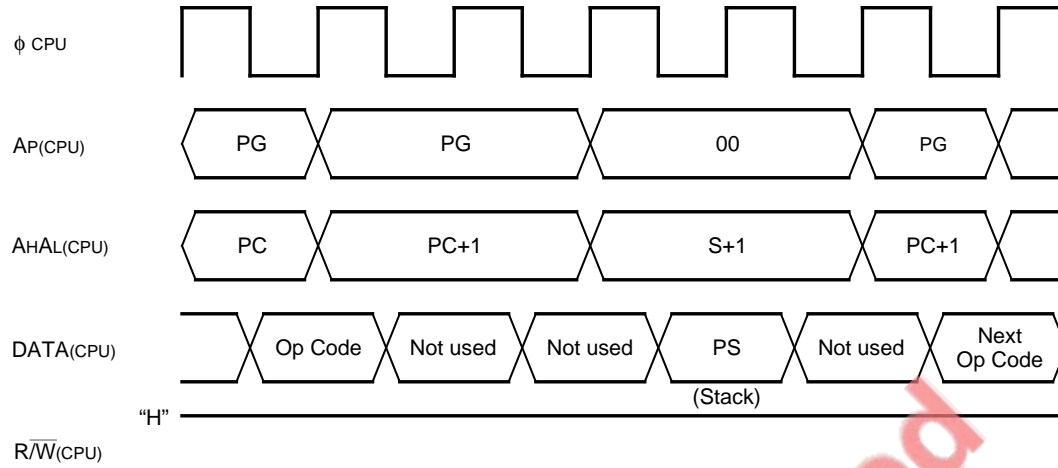 ϕ CPU
AP(CPU) PG PG 00 PG
AHAL(CPU) PC PC+1 S+1 PC+1
DATA(CPU) Op Code Not used Not used PS Not used Next Op Code
(Stack)
“H”
R/W̅(CPU)